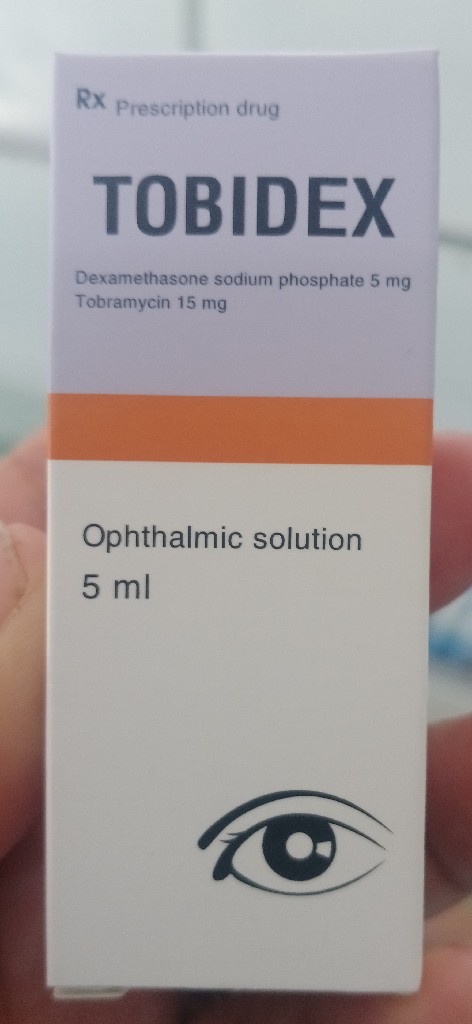 Rx Prescription drug
TOBIDEX
Dexamethasone sodium phosphate 5 mg
Tobramycin 15 mg
Ophthalmic solution
5 ml